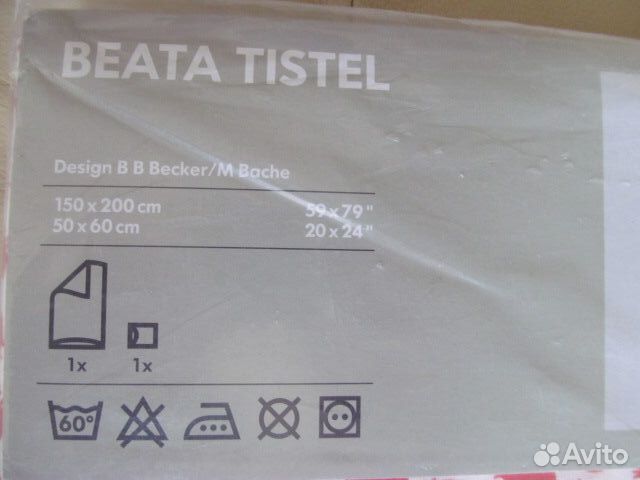 BEATA TISTEL
Design B B Becker/M Bache
150 x 200 cm 59 x 79"
50 x 60 cm 20 x 24"
1x 1x
60°
Avito